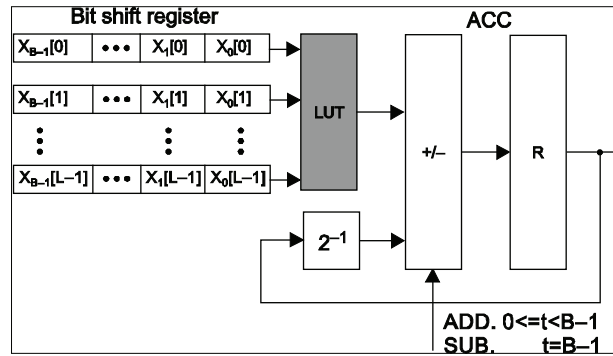 Bit shift register
ACC
X_{B–1}[0] ••• X_1[0] X_0[0]
X_{B–1}[1] ••• X_1[1] X_0[1]
X_{B–1}[L–1] ••• X_1[L–1] X_0[L–1]
LUT
+/–
R
2^{–1}
ADD. 0<=t<B–1
SUB. t=B–1